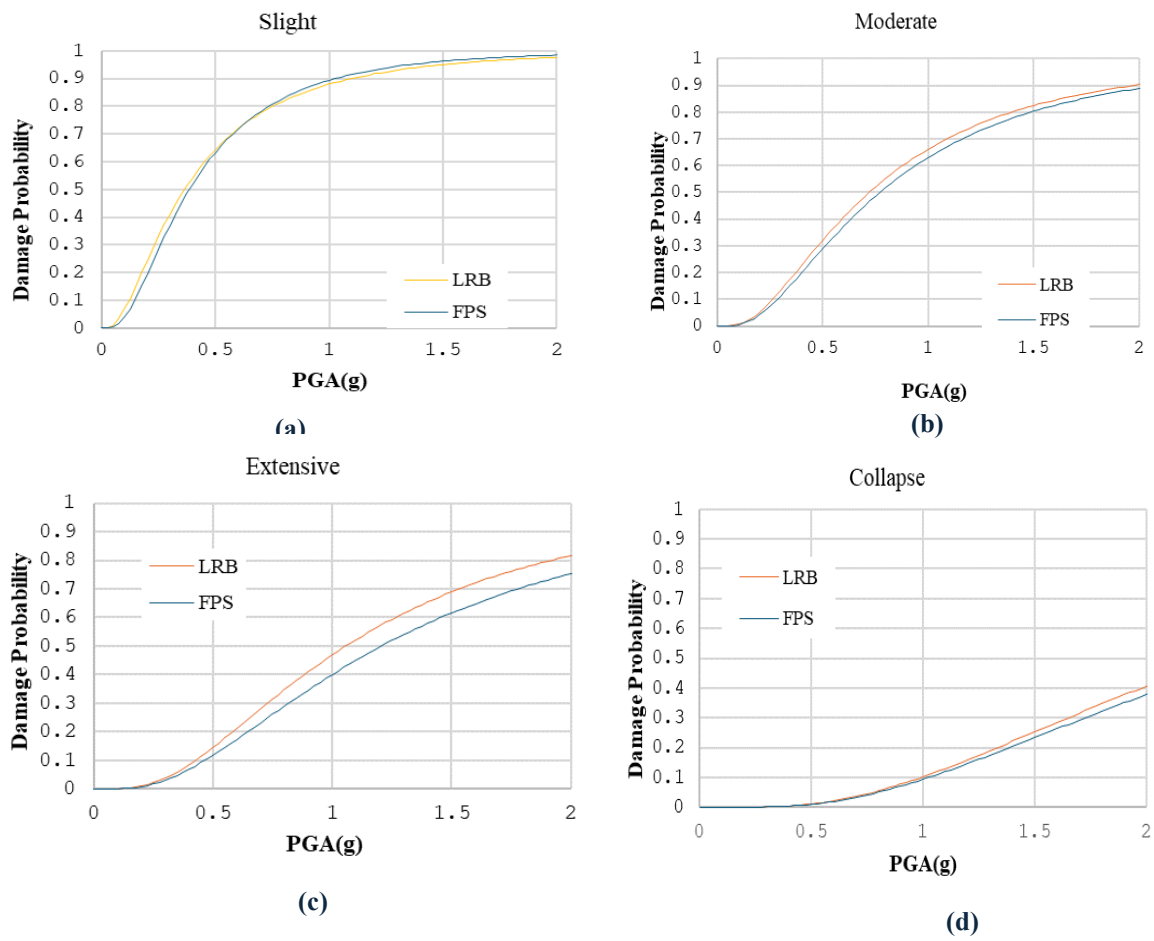 Slight
1
0.9
0.8
0.7
0.6
0.5
0.4
0.3
0.2
0.1
0
Damage Probability
LRB
FPS
0 0.5 1 1.5 2
PGA(g)
(a)
Moderate
1
0.9
0.8
0.7
0.6
0.5
0.4
0.3
0.2
0.1
0
Damage Probability
LRB
FPS
0 0.5 1 1.5 2
PGA(g)
(b)
Extensive
1
0.9
0.8
0.7
0.6
0.5
0.4
0.3
0.2
0.1
0
Damage Probability
LRB
FPS
0 0.5 1 1.5 2
PGA(g)
(c)
Collapse
1
0.9
0.8
0.7
0.6
0.5
0.4
0.3
0.2
0.1
0
Damage Probability
LRB
FPS
0 0.5 1 1.5 2
PGA(g)
(d)